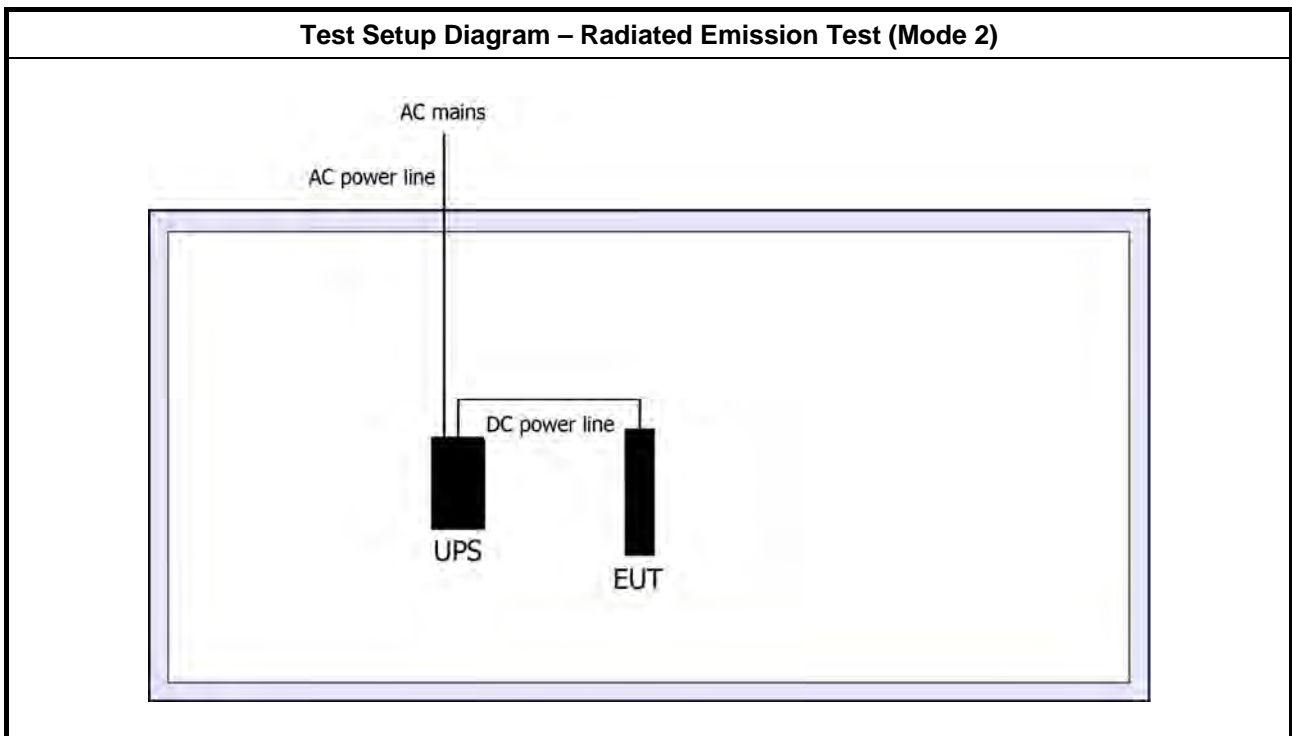 Test Setup Diagram – Radiated Emission Test (Mode 2)
AC mains
AC power line
DC power line
UPS
EUT